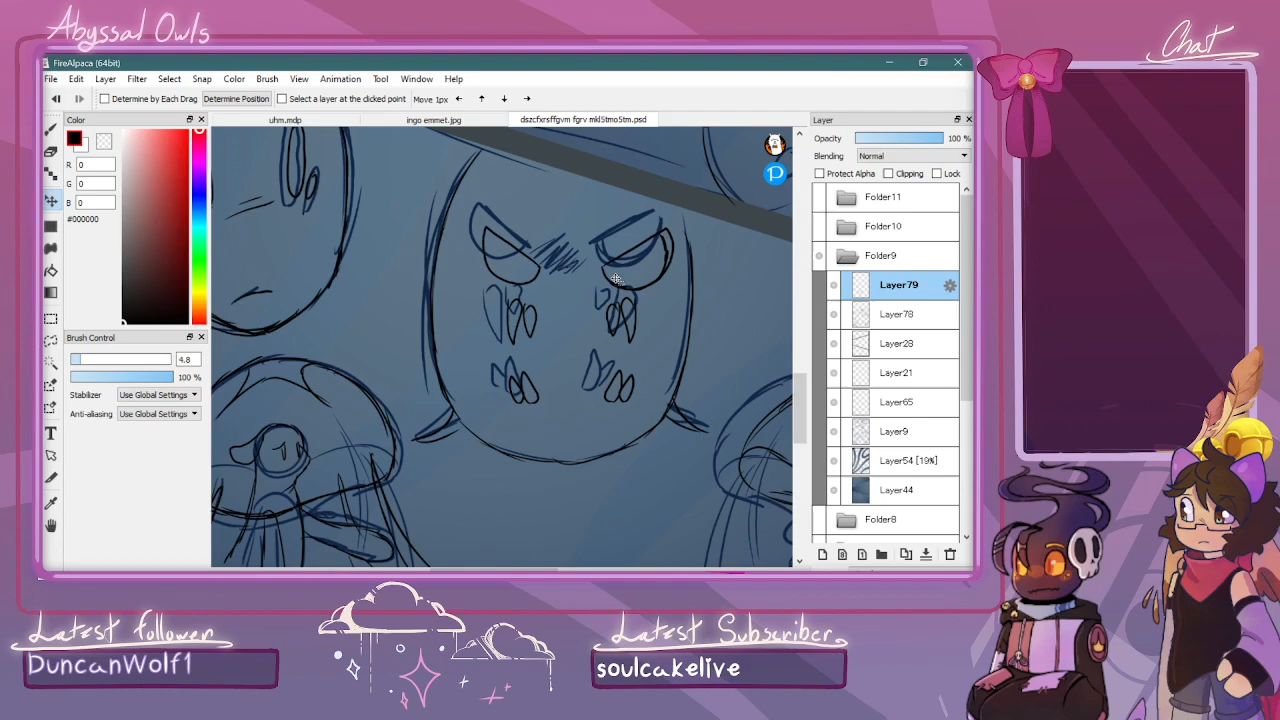 Abyssal Owls
Chat
FireAlpaca (64bit)
File Edit Layer Filter Select Snap Color Brush View Animation Tool Window Help
Determine by Each Drag Determine Position Select a layer at the clicked point Move 1px
Color
uhm.mdp
ingo emmet.jpg
dszcfxrsffgvm fgrv mkl5tmo5tm.psd
Layer
Opacity 100 %
Blending Normal
Protect Alpha Clipping Lock
R 0
G 0
B 0
#000000
Folder11
Folder10
Folder9
Layer79
Layer78
Layer28
Layer21
Layer65
Layer9
Layer54 [19%]
Layer44
Folder8
Brush Control
4.8
100 %
Stabilizer Use Global Settings
Anti-aliasing Use Global Settings
T
P
Latest follower
DuncanWolf1
Latest Subscriber
soulcakelive